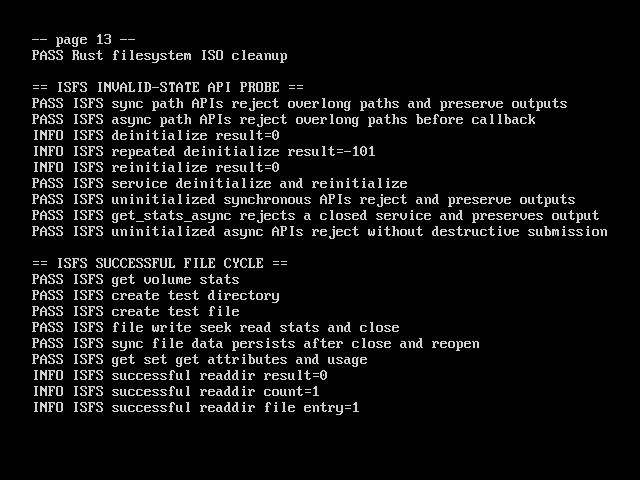 -- page 13 --
PASS Rust filesystem ISO cleanup
== ISFS INVALID-STATE API PROBE ==
PASS ISFS sync path APIs reject overlong paths and preserve outputs
PASS ISFS async path APIs reject overlong paths before callback
INFO ISFS deinitialize result=0
INFO ISFS repeated deinitialize result=-101
INFO ISFS reinitialize result=0
PASS ISFS service deinitialize and reinitialize
PASS ISFS uninitialized synchronous APIs reject and preserve outputs
PASS ISFS get_stats_async rejects a closed service and preserves output
PASS ISFS uninitialized async APIs reject without destructive submission
== ISFS SUCCESSFUL FILE CYCLE ==
PASS ISFS get volume stats
PASS ISFS create test directory
PASS ISFS create test file
PASS ISFS file write seek read stats and close
PASS ISFS sync file data persists after close and reopen
PASS ISFS get set get attributes and usage
INFO ISFS successful readdir result=0
INFO ISFS successful readdir count=1
INFO ISFS successful readdir file entry=1